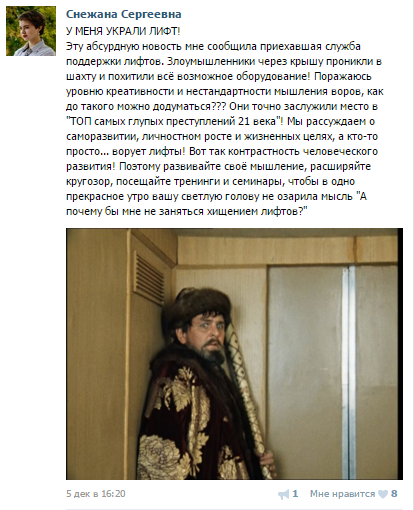 Снежана Сергеевна
У МЕНЯ УКРАЛИ ЛИФТ!
Эту абсурдную новость мне сообщила приехавшая служба
поддержки лифтов. Злоумышленники через крышу проникли в
шахту и похитили всё возможное оборудование! Поражаюсь
уровню креативности и нестандартности мышления воров, как
до такого можно додуматься??? Они точно заслужили место в
"ТОП самых глупых преступлений 21 века"! Мы рассуждаем о
саморазвитии, личностном росте и жизненных целях, а кто-то
просто... ворует лифты! Вот так контрастность человеческого
развития! Поэтому развивайте своё мышление, расширяйте
кругозор, посещайте тренинги и семинары, чтобы в одно
прекрасное утро вашу светлую голову не озарила мысль "А
почему бы мне не заняться хищением лифтов?"
5 дек в 16:20 1 Мне нравится 8